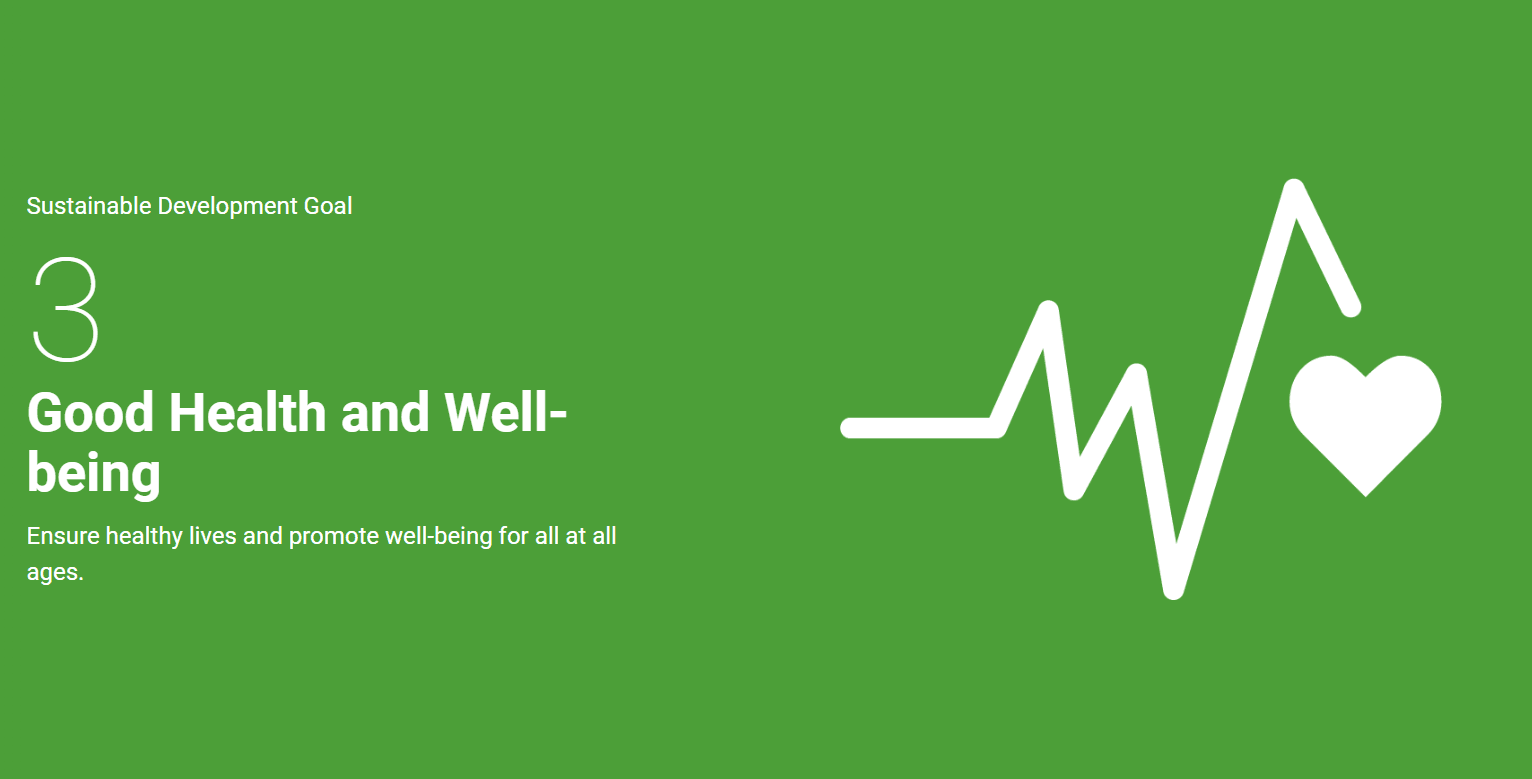 Sustainable Development Goal
3
Good Health and Well-
being
Ensure healthy lives and promote well-being for all at all
ages.